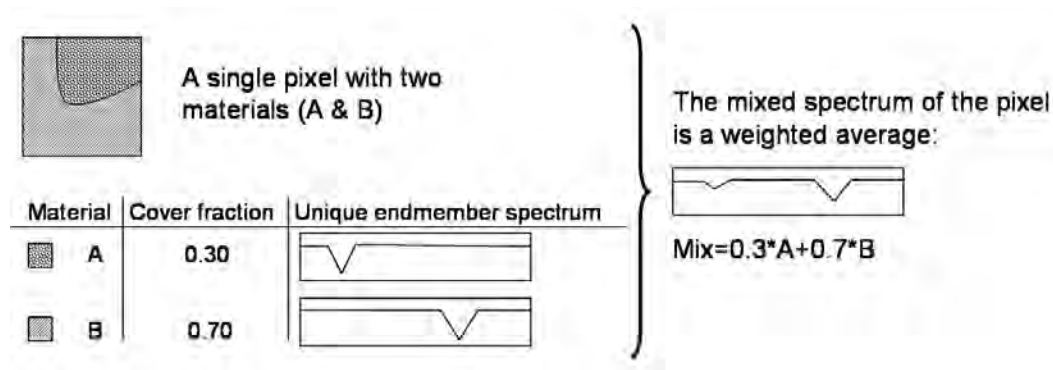 A single pixel with two
materials (A & B)
Material Cover fraction Unique endmember spectrum
A 0.30
B 0.70
The mixed spectrum of the pixel
is a weighted average:
Mix=0.3*A+0.7*B